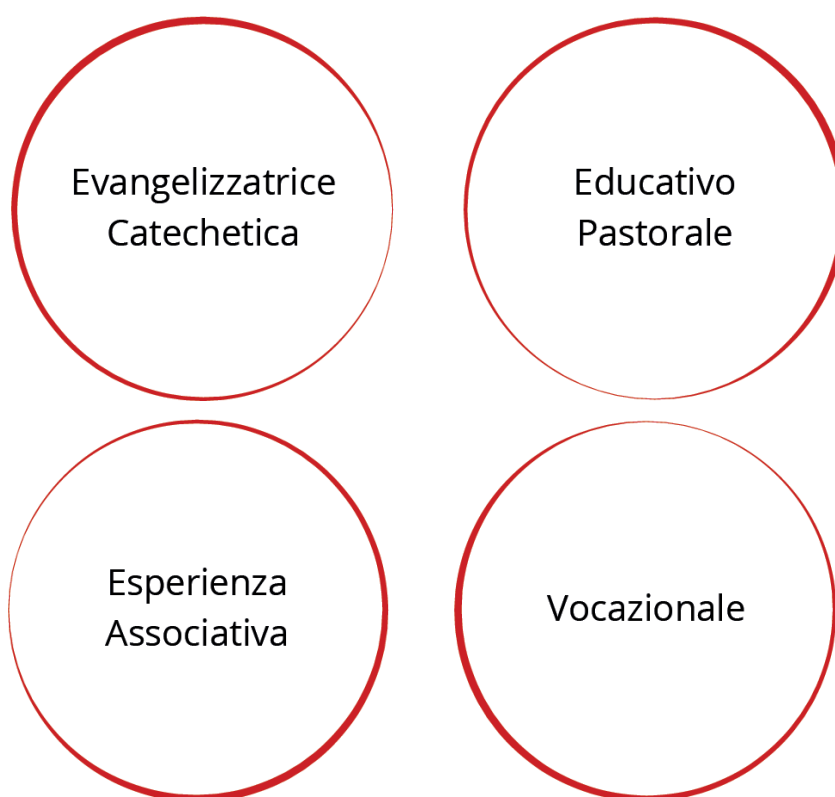 Evangelizzatrice
Catechetica
Educativo
Pastorale
Esperienza
Associativa
Vocazionale